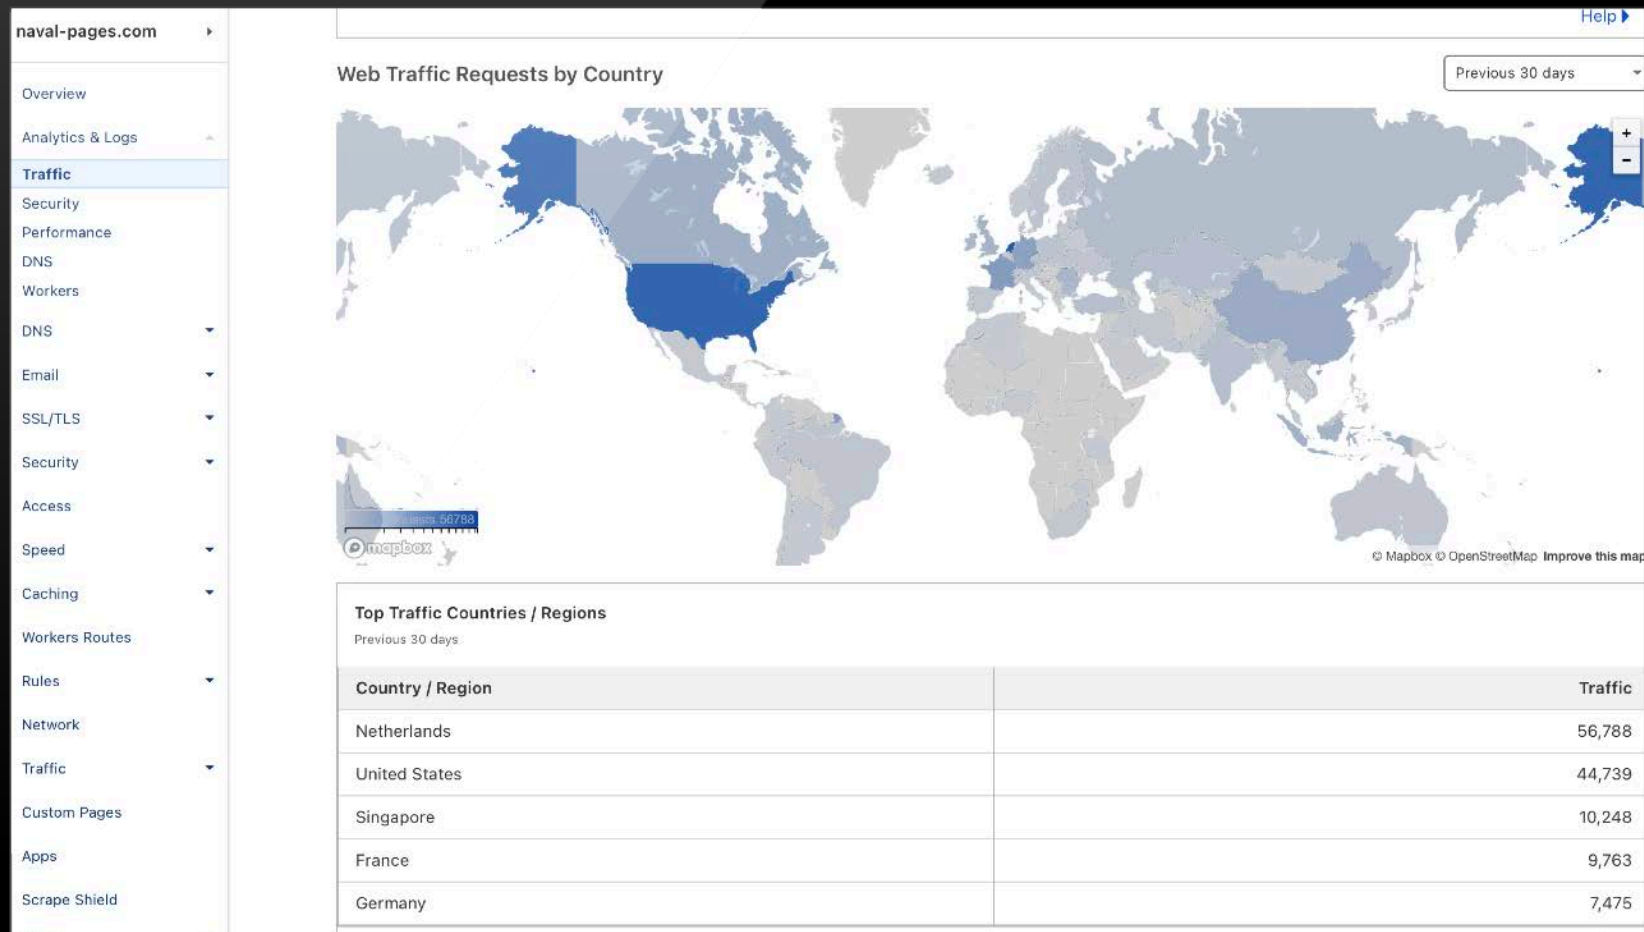 naval-pages.com
Help
Overview
Analytics & Logs
Traffic
Security
Performance
DNS
Workers
DNS
Email
SSL/TLS
Security
Access
Speed
Caching
Workers Routes
Rules
Network
Traffic
Custom Pages
Apps
Scrape Shield
Web Traffic Requests by Country
Previous 30 days
+
-
56788
mapbox
© Mapbox © OpenStreetMap Improve this map
Top Traffic Countries / Regions
Previous 30 days
Country / Region Traffic
Netherlands 56,788
United States 44,739
Singapore 10,248
France 9,763
Germany 7,475